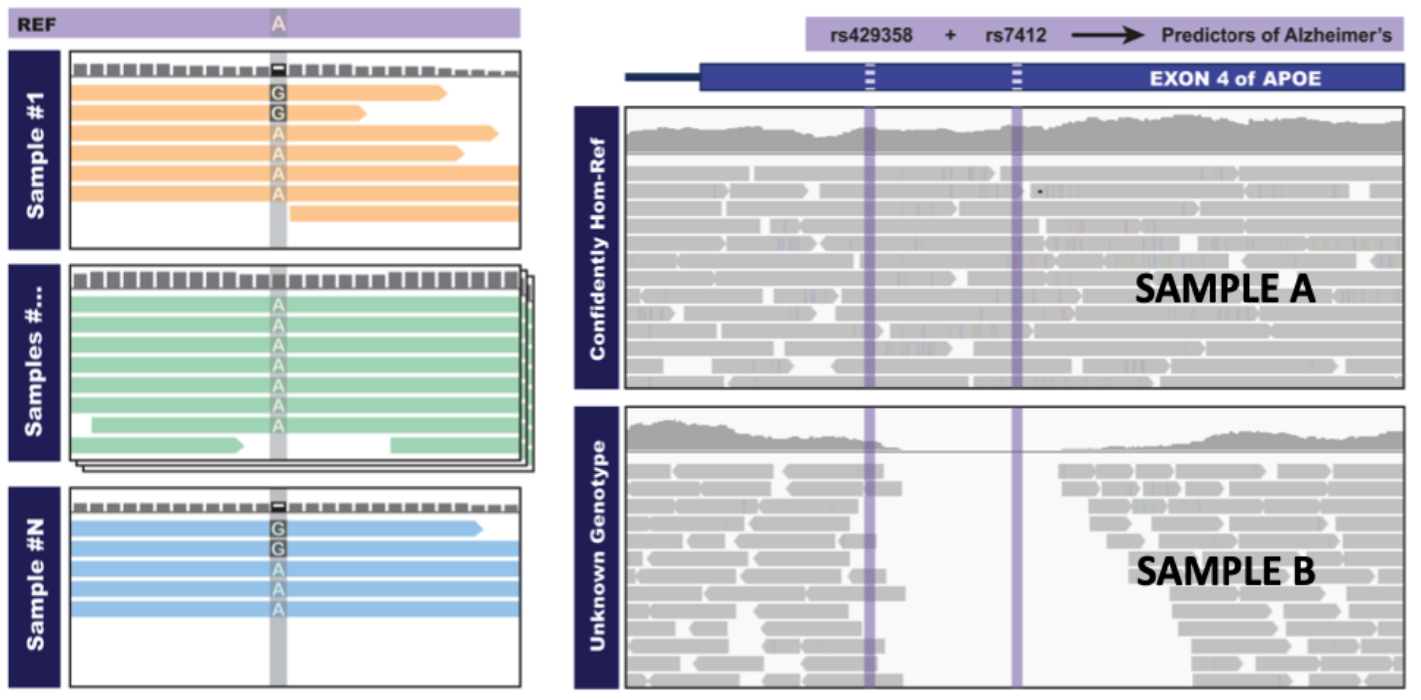 REF A
Sample #1
G
G
A
A
A
A
Samples #...
A
A
A
A
A
A
A
Sample #N
G
G
A
A
A
rs429358 + rs7412 Predictors of Alzheimer's
EXON 4 of APOE
Confidently Hom-Ref
SAMPLE A
Unknown Genotype
SAMPLE B